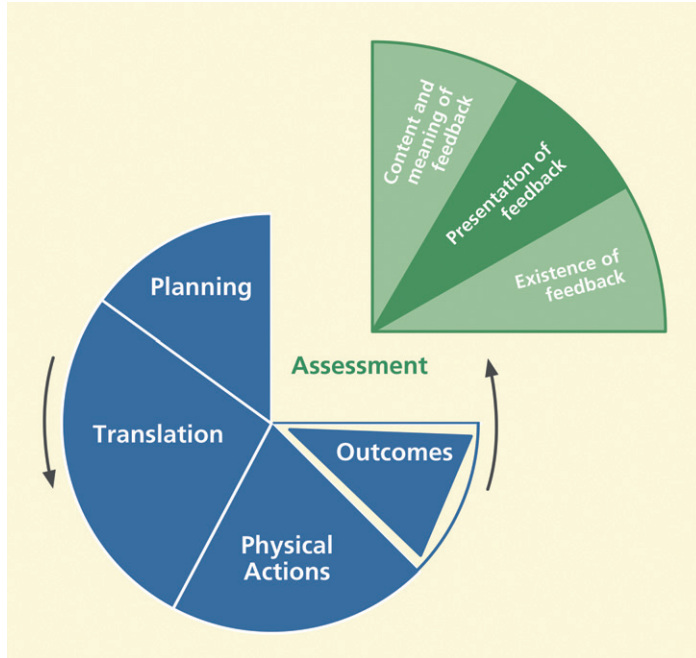 Content and
meaning of
feedback
Presentation of
feedback
Existence of
feedback
Planning
Assessment
Translation
Outcomes
Physical
Actions